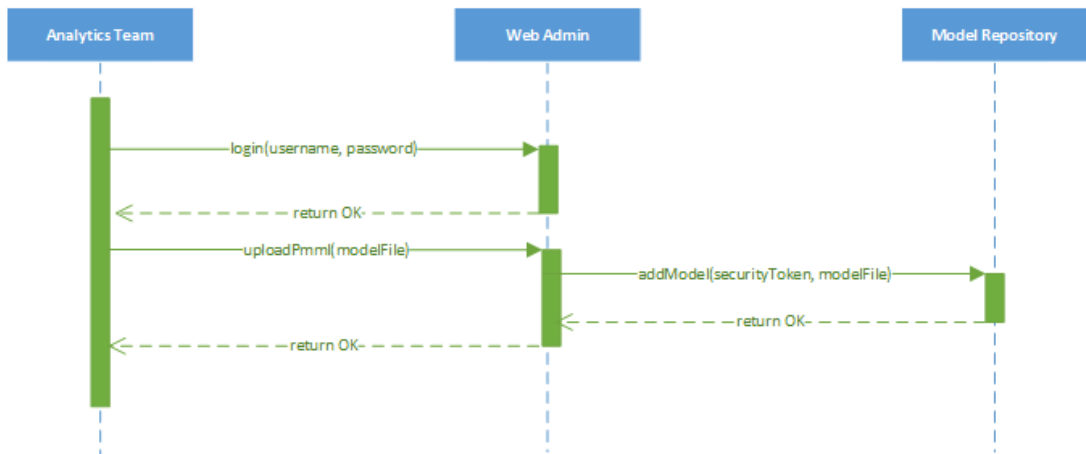 Analytics Team
Web Admin
Model Repository
login(username, password)
return OK
uploadPmml(modelFile)
addModel(securityToken, modelFile)
return OK
return OK